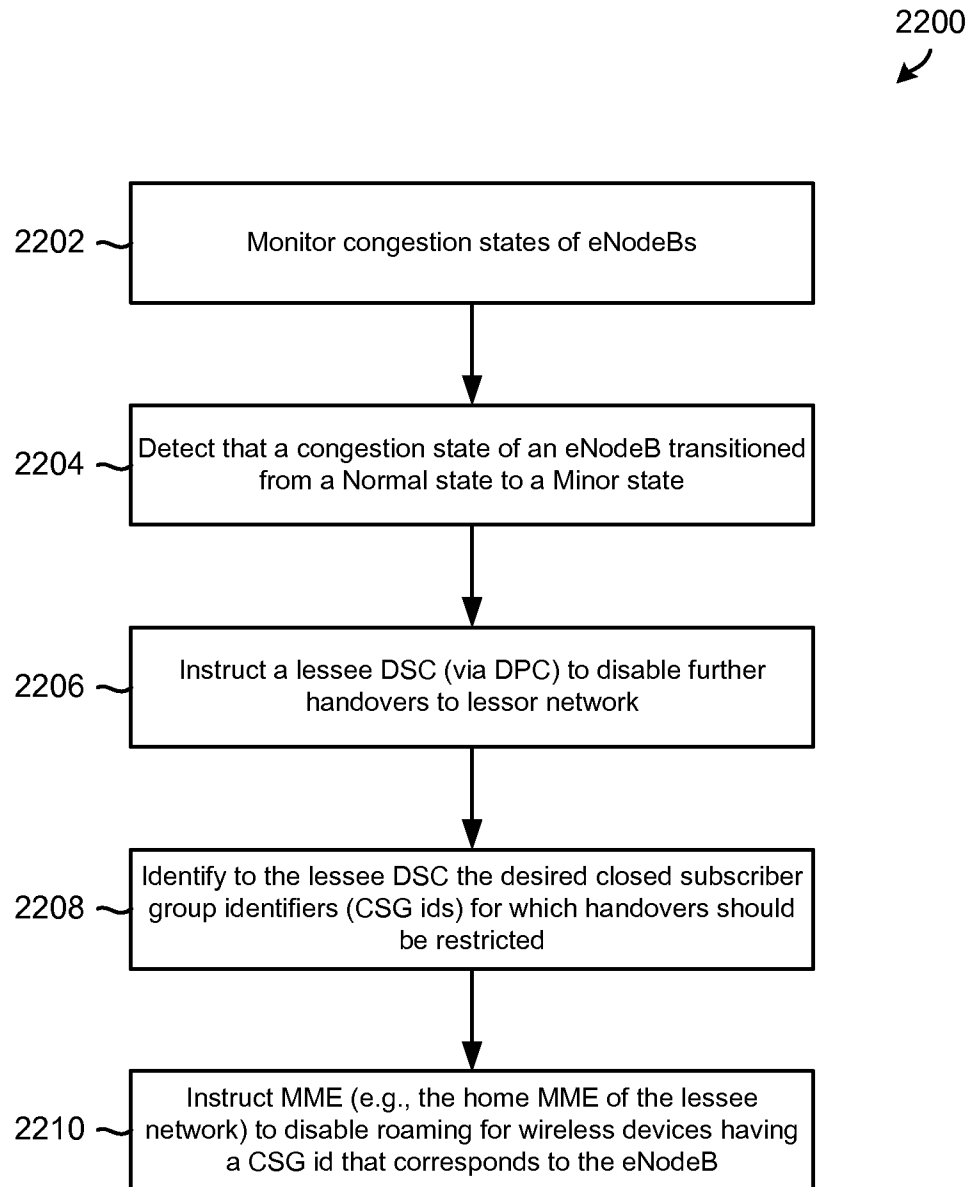 2200
2202
Monitor congestion states of eNodeBs
2204
Detect that a congestion state of an eNodeB transitioned
from a Normal state to a Minor state
2206
Instruct a lessee DSC (via DPC) to disable further
handovers to lessor network
2208
Identify to the lessee DSC the desired closed subscriber
group identifiers (CSG ids) for which handovers should
be restricted
2210
Instruct MME (e.g., the home MME of the lessee
network) to disable roaming for wireless devices having
a CSG id that corresponds to the eNodeB